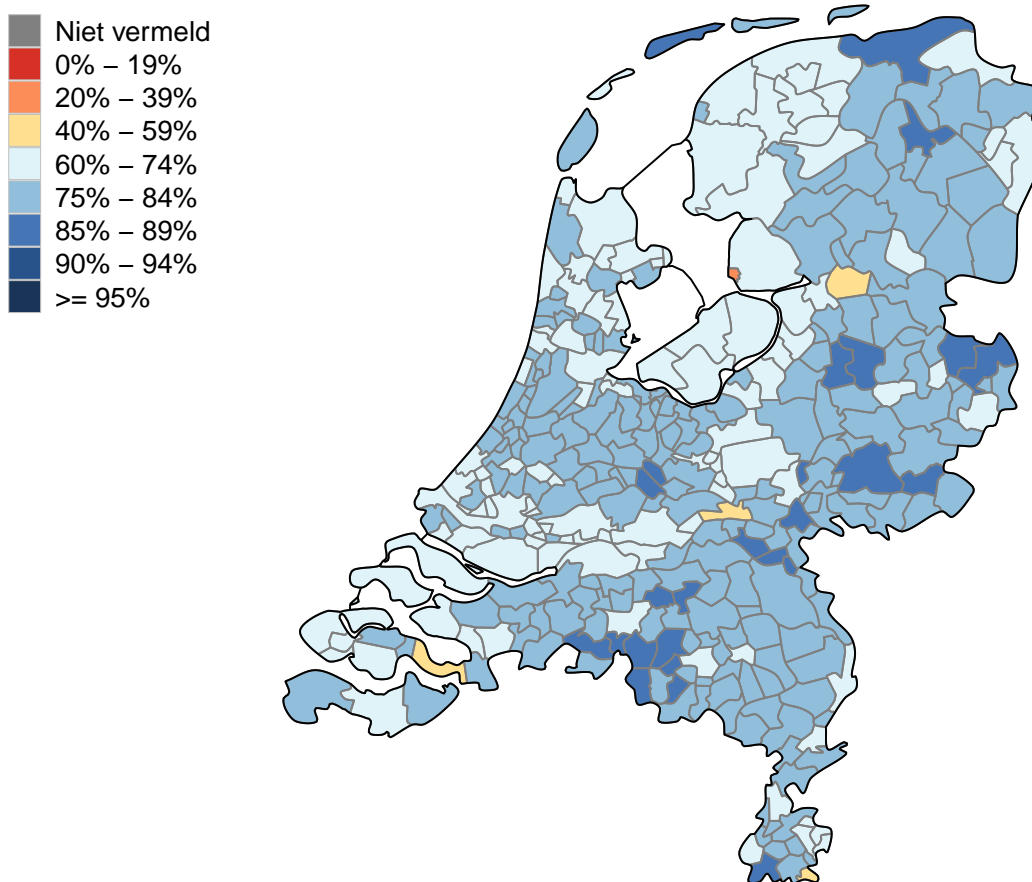 Niet vermeld
0% – 19%
20% – 39%
40% – 59%
60% – 74%
75% – 84%
85% – 89%
90% – 94%
>= 95%